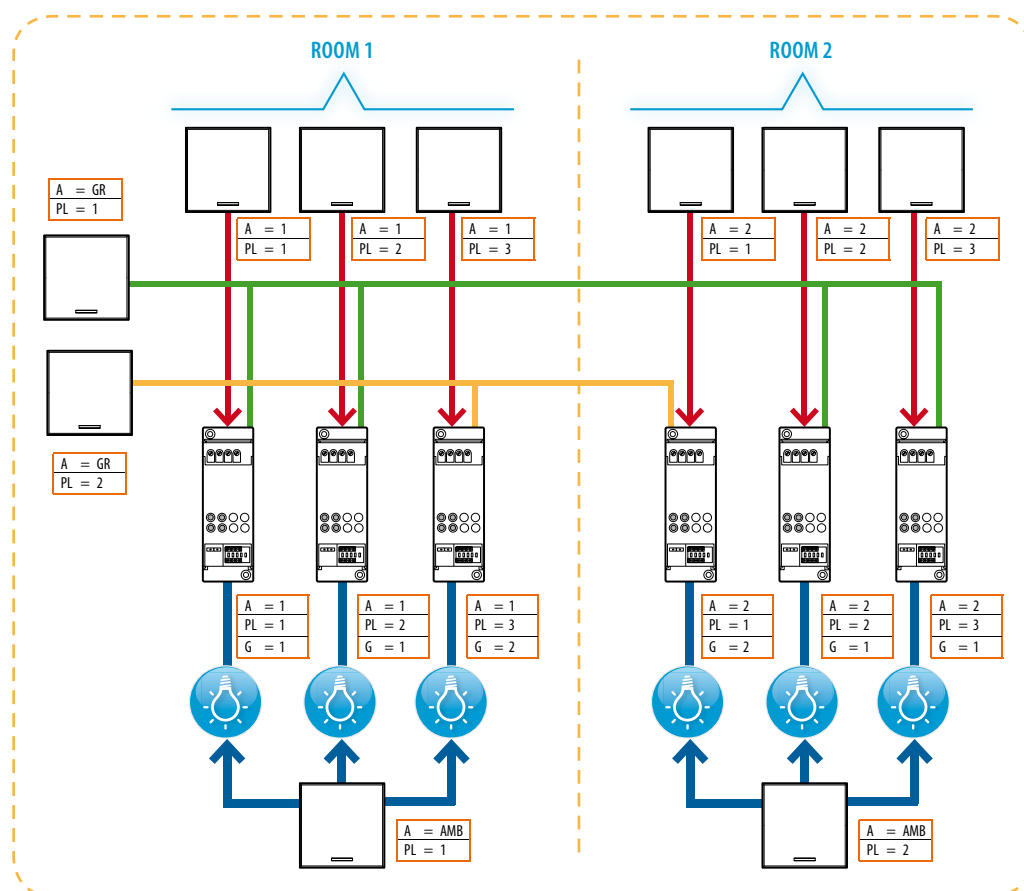 ROOM 1
ROOM 2
A = GR
PL = 1
A = 1
PL = 1
A = 1
PL = 2
A = 1
PL = 3
A = 2
PL = 1
A = 2
PL = 2
A = 2
PL = 3
A = GR
PL = 2
A = 1
PL = 1
G = 1
A = 1
PL = 2
G = 1
A = 1
PL = 3
G = 2
A = 2
PL = 1
G = 2
A = 2
PL = 2
G = 1
A = 2
PL = 3
G = 1
A = AMB
PL = 1
A = AMB
PL = 2